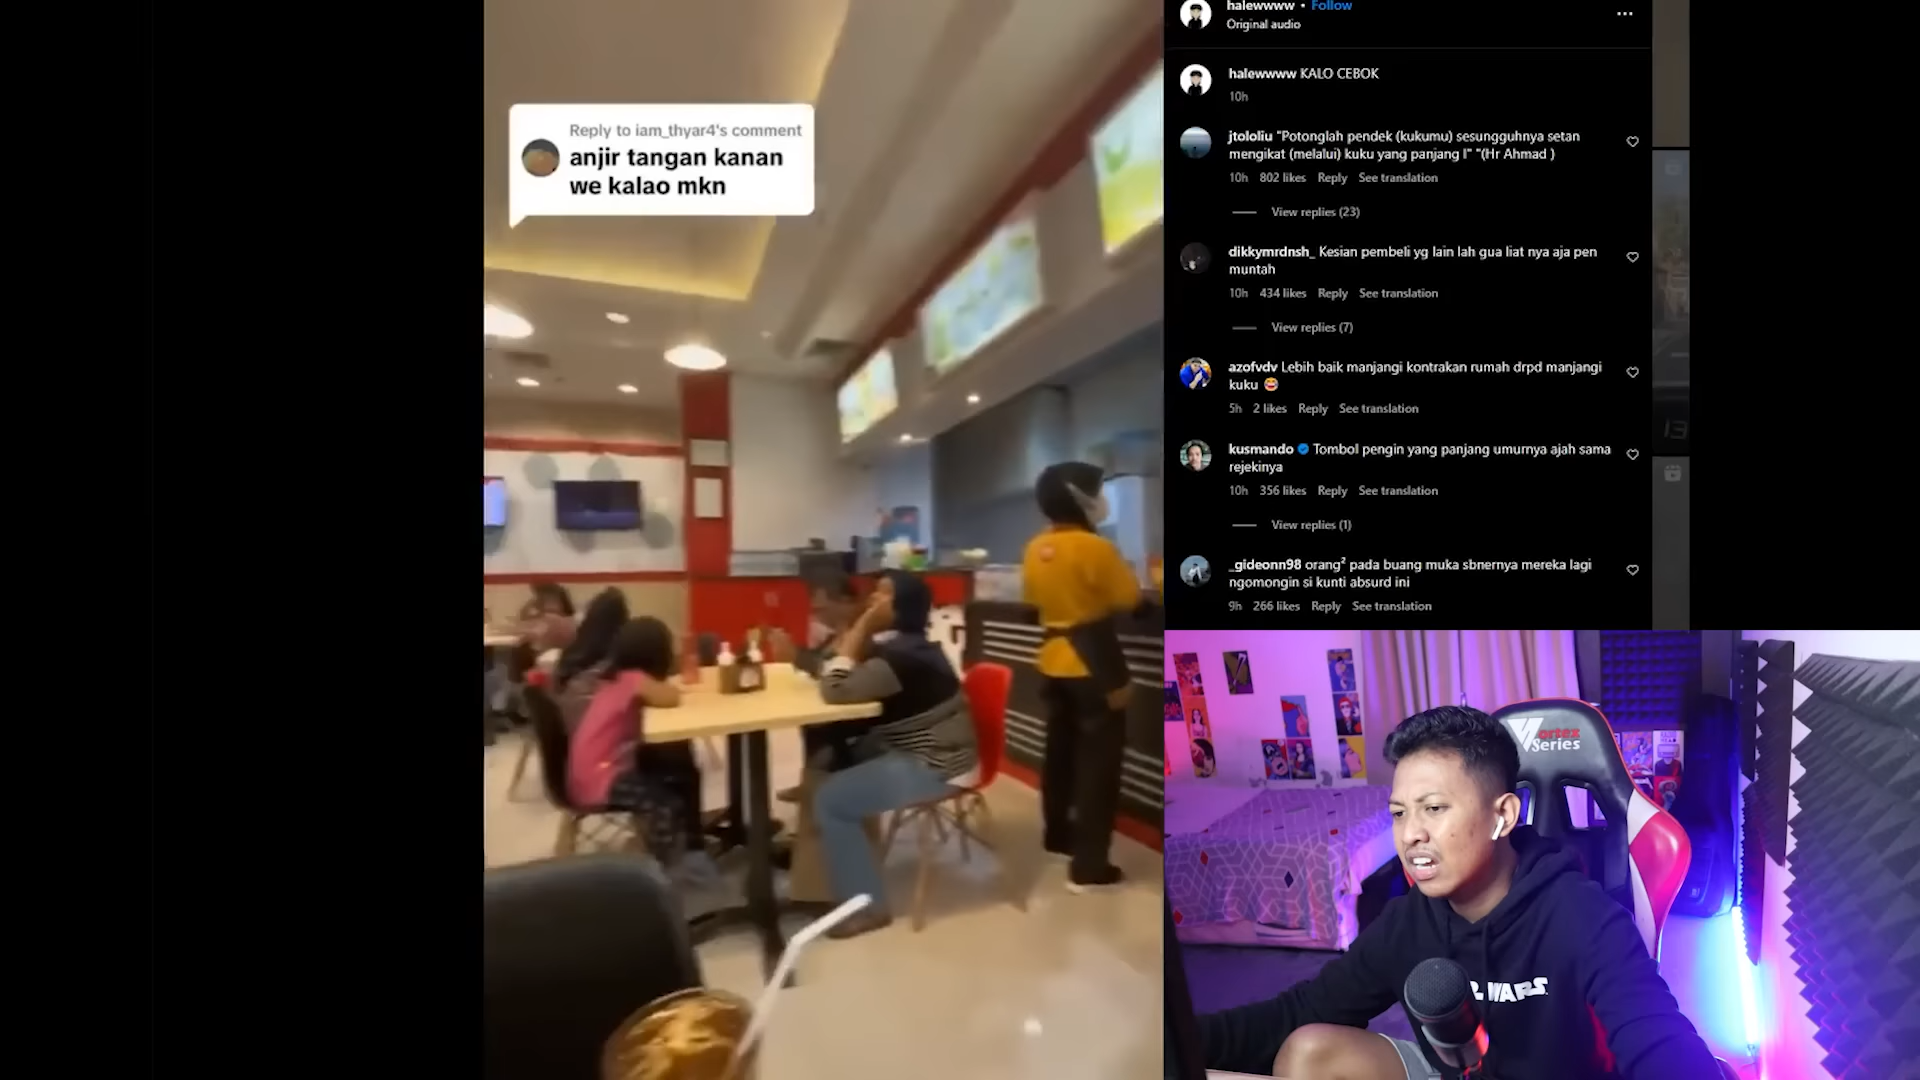 Reply to iam_thyar4's comment
anjir tangan kanan
we kalao mkn
halewwww • Follow
Original audio
halewwww KALO CEBOK
10h
jtololiu "Potonglah pendek (kukumu) sesungguhnya setan
mengikat (melalui) kuku yang panjang l" "(Hr Ahmad )
10h 802 likes Reply See translation
View replies (23)
dikkymrdnsh_ Kesian pembeli yg lain lah gua liat nya aja pen
muntah
10h 434 likes Reply See translation
View replies (7)
azofvdv Lebih baik manjangi kontrakan rumah drpd manjangi
kuku 😂
5h 2 likes Reply See translation
kusmando Tombol pengin yang panjang umurnya ajah sama
rejekinya
10h 356 likes Reply See translation
View replies (1)
_gideonn98 orang² pada buang muka sbnernya mereka lagi
ngomongin si kunti absurd ini
9h 266 likes Reply See translation
13
Vortex
Series
WARS